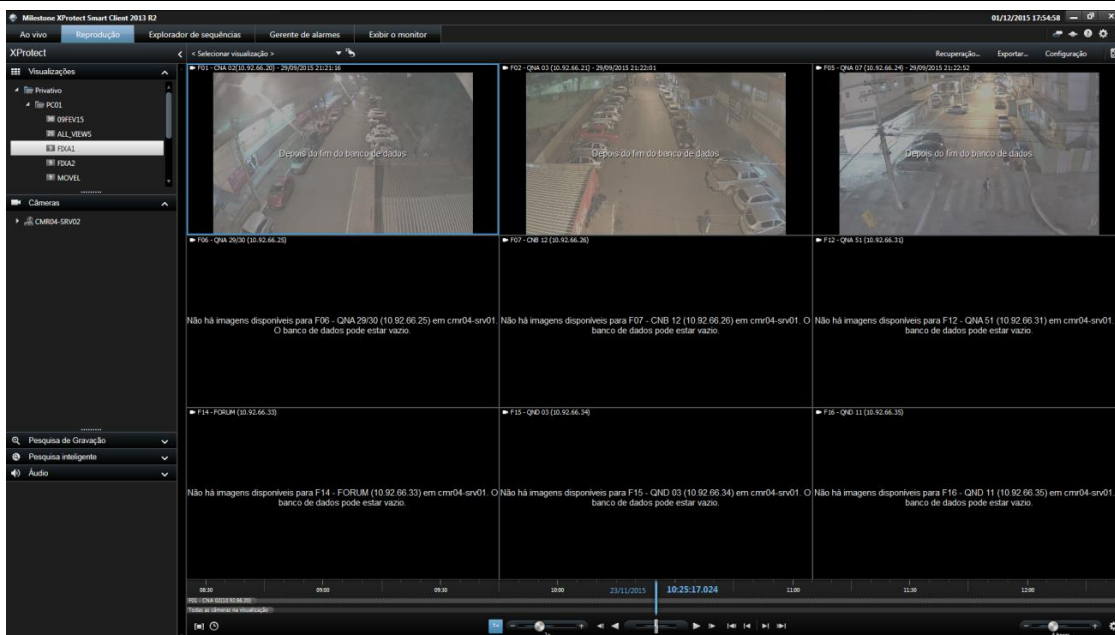 Milestone XProtect Smart Client 2013 R2
01/12/2015 17:54:58
Ao vivo
Reprodução
Explorador de sequências
Gerente de alarmes
Exibir o monitor
XProtect
< Selecionar visualização >
Recuperação...
Exportar...
Configuração
Visualizações
Privativo
PC01
09FEV15
ALL_VIEWS
FIXA1
FIXA2
MOVEL
Câmeras
CMR04-SRV02
Pesquisa de Gravação
Pesquisa inteligente
Áudio
F01 - CNA 02(10.92.66.20) - 29/09/2015 21:21:16
Depois do fim do banco de dados
F02 - QNA 03 (10.92.66.21) - 29/09/2015 21:22:01
Depois do fim do banco de dados
F05 - QNA 07 (10.92.66.24) - 29/09/2015 21:22:52
Depois do fim do banco de dados
F06 - QNA 29/30 (10.92.66.25)
Não há imagens disponíveis para F06 - QNA 29/30 (10.92.66.25) em cmr04-srv01.
O banco de dados pode estar vazio.
F07 - CNB 12 (10.92.66.26)
Não há imagens disponíveis para F07 - CNB 12 (10.92.66.26) em cmr04-srv01. O
banco de dados pode estar vazio.
F12 - QNA 51 (10.92.66.31)
Não há imagens disponíveis para F12 - QNA 51 (10.92.66.31) em cmr04-srv01. O
banco de dados pode estar vazio.
F14 - FORUM (10.92.66.33)
Não há imagens disponíveis para F14 - FORUM (10.92.66.33) em cmr04-srv01. O
banco de dados pode estar vazio.
F15 - QND 03 (10.92.66.34)
Não há imagens disponíveis para F15 - QND 03 (10.92.66.34) em cmr04-srv01. O
banco de dados pode estar vazio.
F16 - QND 11 (10.92.66.35)
Não há imagens disponíveis para F16 - QND 11 (10.92.66.35) em cmr04-srv01. O
banco de dados pode estar vazio.
08:30
09:00
09:30
10:00
23/11/2015
10:25:17.024
11:00
11:30
12:00
F01 - CNA 02(10.92.66.20)
Todas as câmeras na visualização